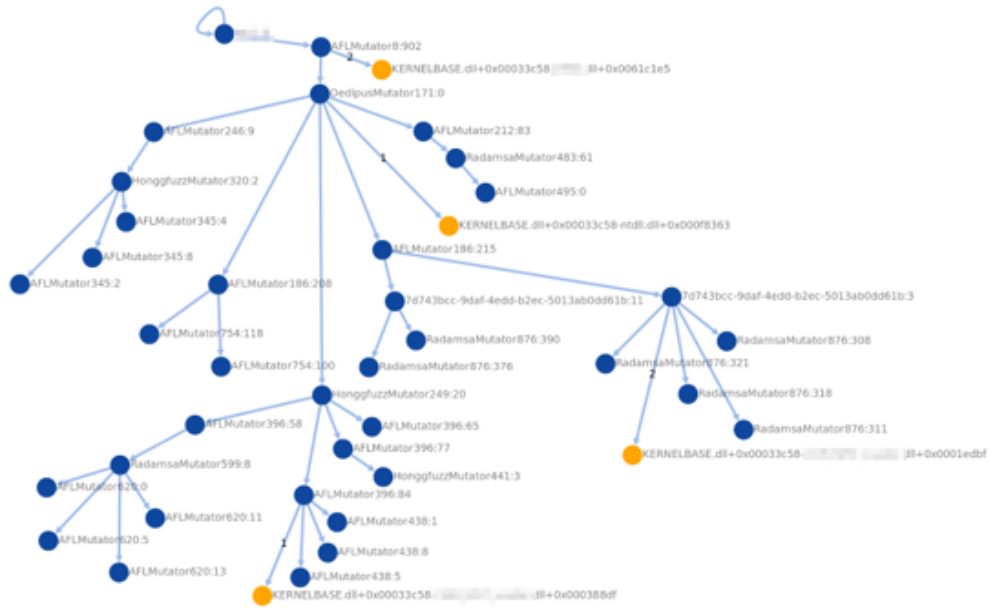 AFLMutator8:902
2
KERNELBASE.dll+0x00033c58 ll+0x0061c1e5
OedipusMutator171:0
AFLMutator246:9
AFLMutator212:83
1
RadamsaMutator483:61
HonggfuzzMutator320:2
AFLMutator495:0
AFLMutator345:4
KERNELBASE.dll+0x00033c58-ntdll.dll+0x000f8363
AFLMutator345:8
AFLMutator186:215
AFLMutator345:2
AFLMutator186:208
7d743bcc-9daf-4edd-b2ec-5013ab0dd61b:11
7d743bcc-9daf-4edd-b2ec-5013ab0dd61b:3
AFLMutator754:118
RadamsaMutator876:390
RadamsaMutator876:308
AFLMutator754:100
RadamsaMutator876:376
RadamsaMutator876:321
2
HonggfuzzMutator249:20
RadamsaMutator876:318
AFLMutator396:58
AFLMutator396:65
RadamsaMutator876:311
AFLMutator396:77
KERNELBASE.dll+0x00033c58- dll+0x0001edbf
RadamsaMutator599:8
HonggfuzzMutator441:3
AFLMutator620:0
AFLMutator396:84
AFLMutator620:11
AFLMutator438:1
AFLMutator620:5
1
AFLMutator438:8
AFLMutator620:13
AFLMutator438:5
KERNELBASE.dll+0x00033c58 dll+0x000388df